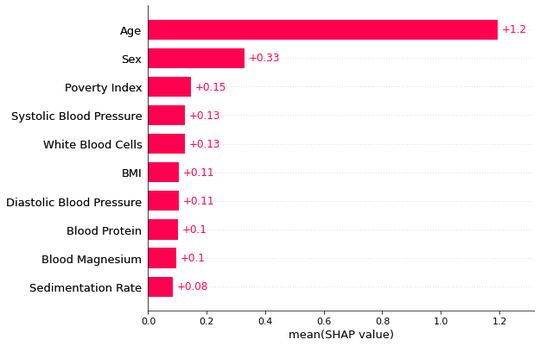 Age +1.2
Sex +0.33
Poverty Index +0.15
Systolic Blood Pressure +0.13
White Blood Cells +0.13
BMI +0.11
Diastolic Blood Pressure +0.11
Blood Protein +0.1
Blood Magnesium +0.1
Sedimentation Rate +0.08
0.0 0.2 0.4 0.6 0.8 1.0 1.2
mean(SHAP value)